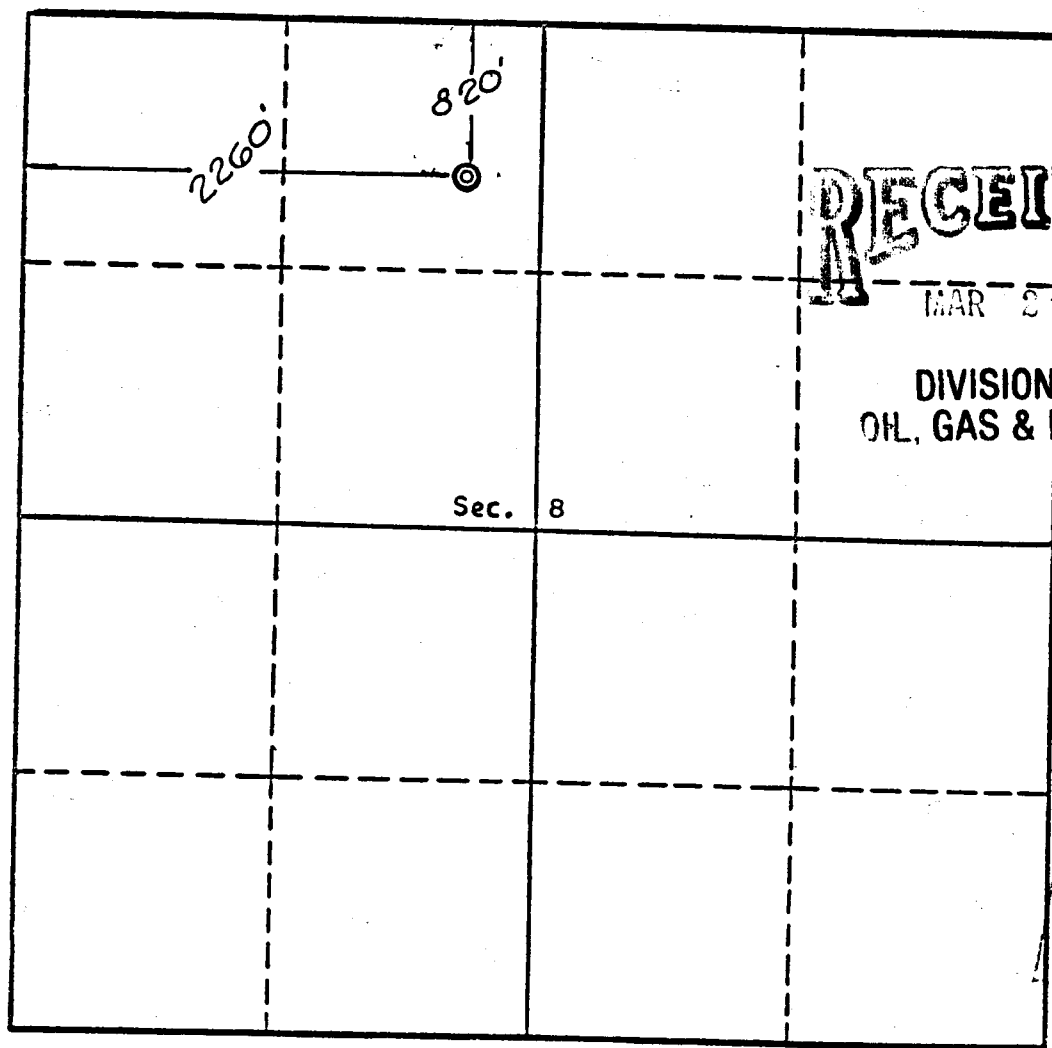 820'
2260'
RECEI
MAR 2
DIVISION
OIL, GAS &
Sec. 8